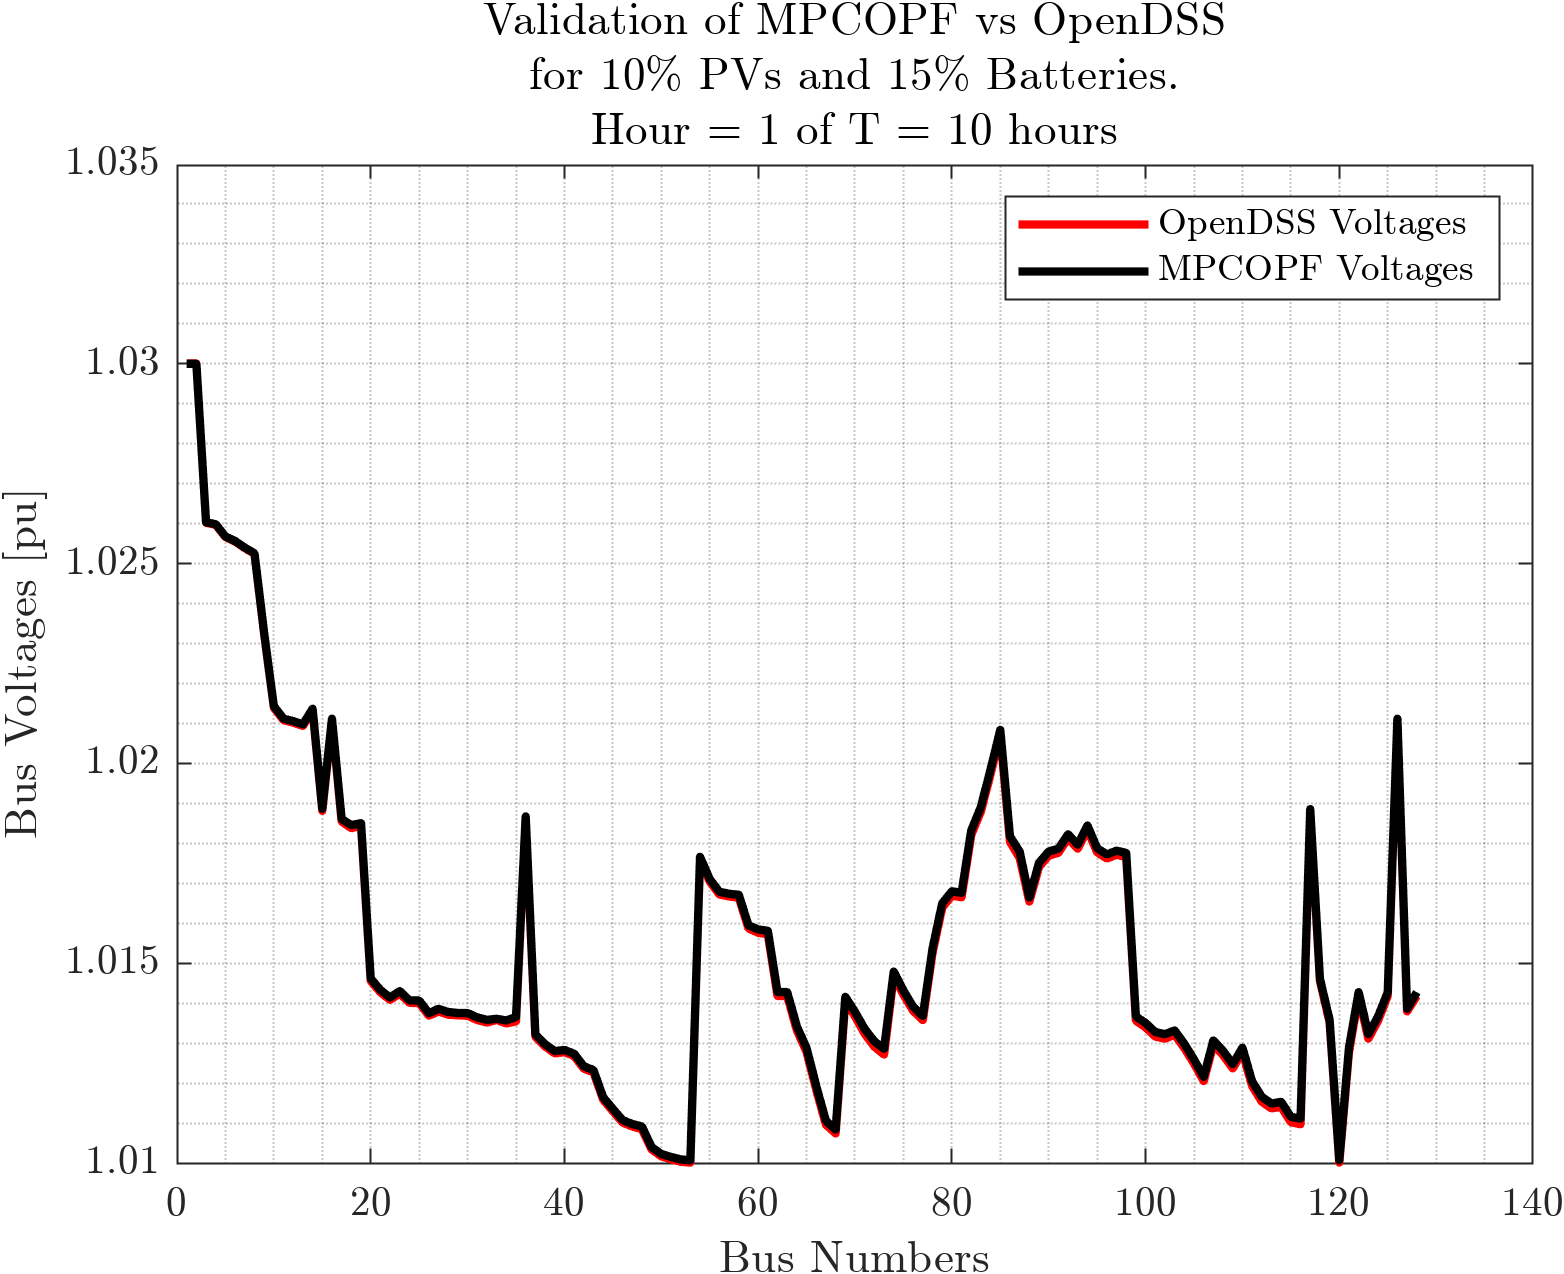 Validation of MPCOPF vs OpenDSS
for 10% PVs and 15% Batteries.
Hour = 1 of T = 10 hours
OpenDSS Voltages
MPCOPF Voltages
Bus Voltages [pu]
1.035
1.03
1.025
1.02
1.015
1.01
0 20 40 60 80 100 120 140
Bus Numbers